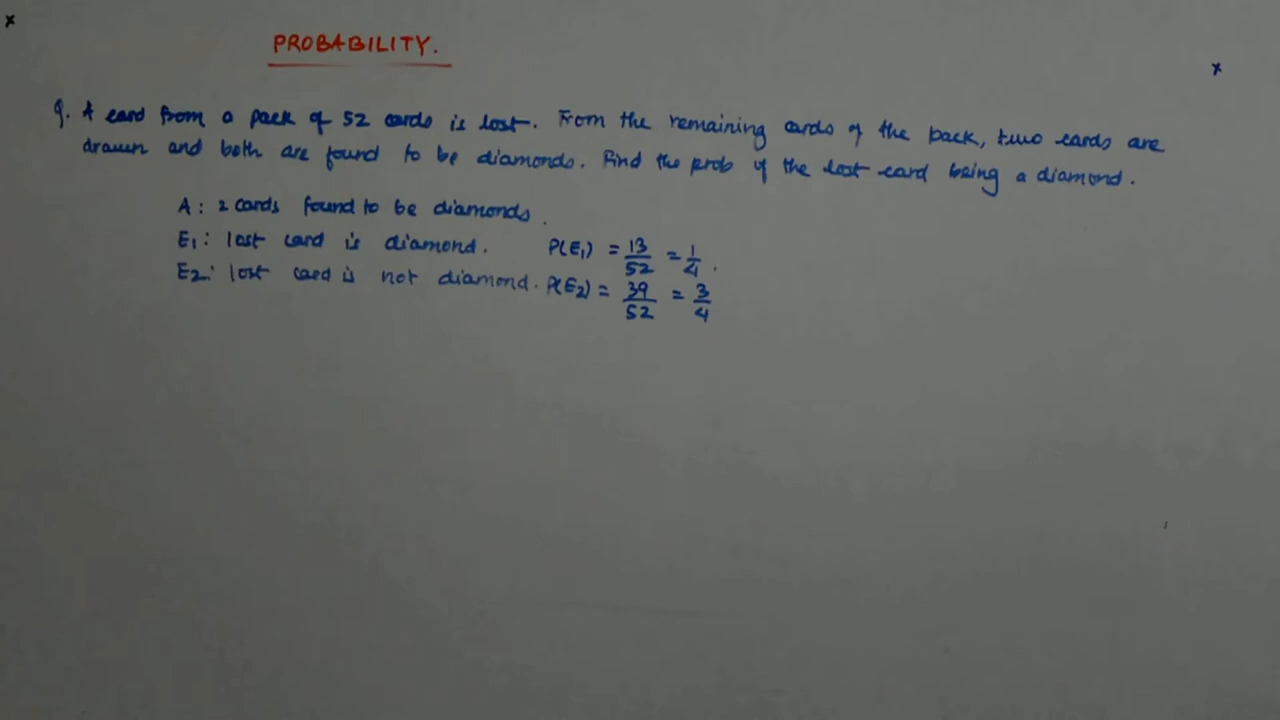 PROBABILITY.
Q. A card from a pack of 52 cards is lost. From the remaining cards of the pack, two cards are
drawn and both are found to be diamonds. Find the prob of the lost card being a diamond.
A: 2 cards found to be diamonds.
E₁: lost card is diamond. P(E₁) = 13/52 = 1/4.
E₂: lost card is not diamond. P(E₂) = 39/52 = 3/4